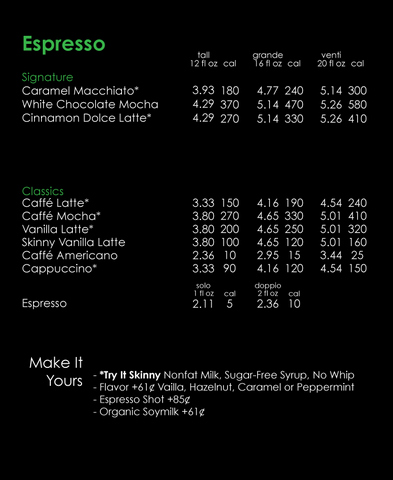 Espresso
tall grande venti
12 fl oz cal 16 fl oz cal 20 fl oz cal
Signature
Caramel Macchiato* 3.93 180 4.77 240 5.14 300
White Chocolate Mocha 4.29 370 5.14 470 5.26 580
Cinnamon Dolce Latte* 4.29 270 5.14 330 5.26 410
Classics
Caffé Latte* 3.33 150 4.16 190 4.54 240
Caffé Mocha* 3.80 270 4.65 330 5.01 410
Vanilla Latte* 3.80 200 4.65 250 5.01 320
Skinny Vanilla Latte 3.80 100 4.65 120 5.01 160
Caffé Americano 2.36 10 2.95 15 3.44 25
Cappuccino* 3.33 90 4.16 120 4.54 150
solo doppio
1 fl oz cal 2 fl oz cal
Espresso 2.11 5 2.36 10
Make It
Yours
- *Try It Skinny Nonfat Milk, Sugar-Free Syrup, No Whip
- Flavor +61¢ Vailla, Hazelnut, Caramel or Peppermint
- Espresso Shot +85¢
- Organic Soymilk +61¢